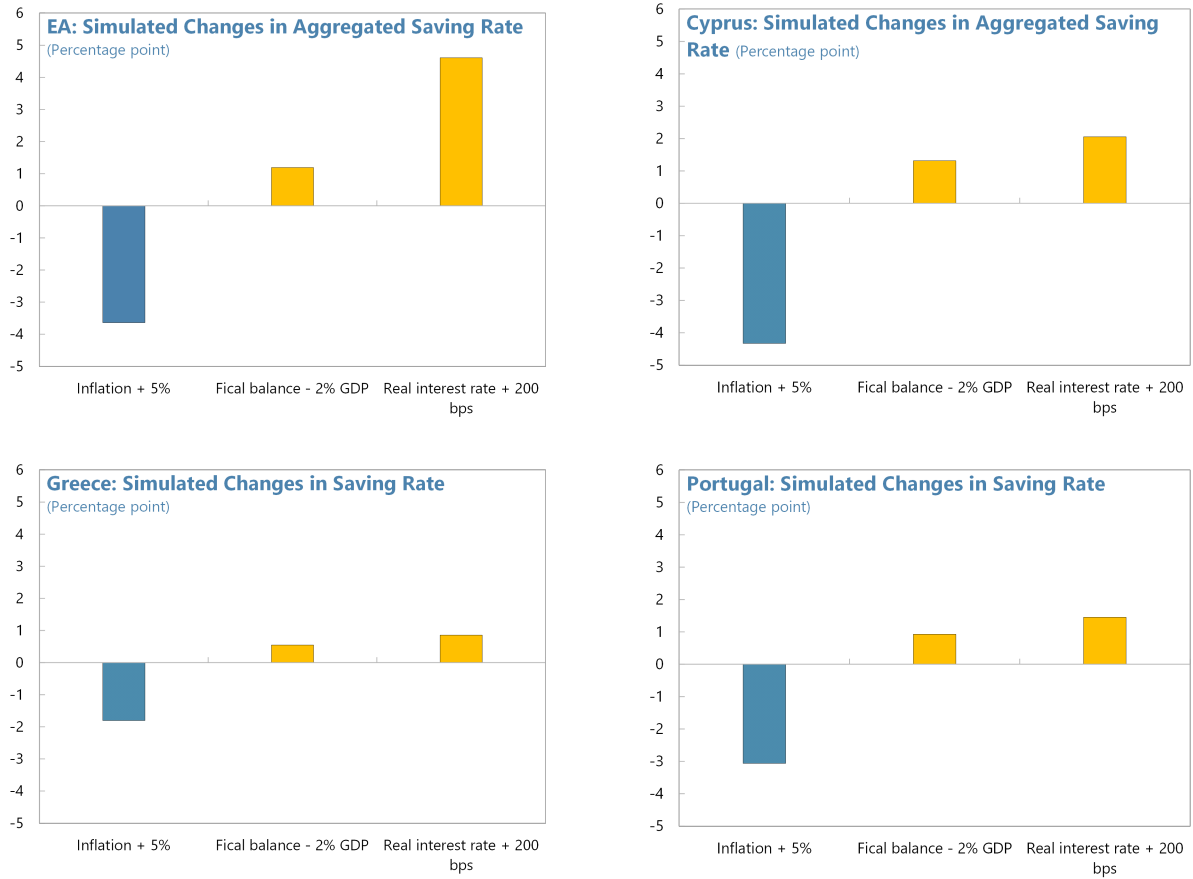 EA: Simulated Changes in Aggregated Saving Rate
(Percentage point)
6
5
4
3
2
1
0
-1
-2
-3
-4
-5
Inflation + 5%
Fical balance - 2% GDP
Real interest rate + 200
bps
Cyprus: Simulated Changes in Aggregated Saving
Rate (Percentage point)
6
5
4
3
2
1
0
-1
-2
-3
-4
-5
Inflation + 5%
Fical balance - 2% GDP
Real interest rate + 200
bps
Greece: Simulated Changes in Saving Rate
(Percentage point)
6
5
4
3
2
1
0
-1
-2
-3
-4
-5
Inflation + 5%
Fical balance - 2% GDP
Real interest rate + 200
bps
Portugal: Simulated Changes in Saving Rate
(Percentage point)
6
5
4
3
2
1
0
-1
-2
-3
-4
-5
Inflation + 5%
Fical balance - 2% GDP
Real interest rate + 200
bps